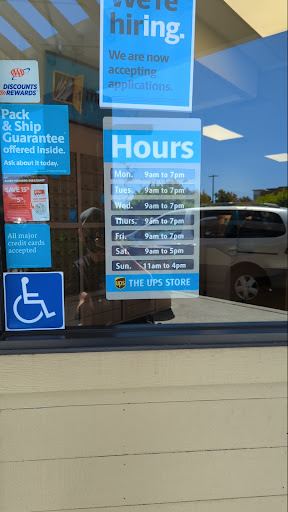 We're
hiring.
We are now
accepting
applications.
AAA
DISCOUNTS
& REWARDS
Pack
& Ship
Guarantee
offered inside.
Ask about it today.
SAVE 15%
All major
credit cards
accepted
Hours
Mon. 9am to 7pm
Tues. 9am to 7pm
Wed. 9am to 7pm
Thurs. 9am to 7pm
Fri. 9am to 7pm
Sat. 9am to 5pm
Sun. 11am to 4pm
ups THE UPS STORE